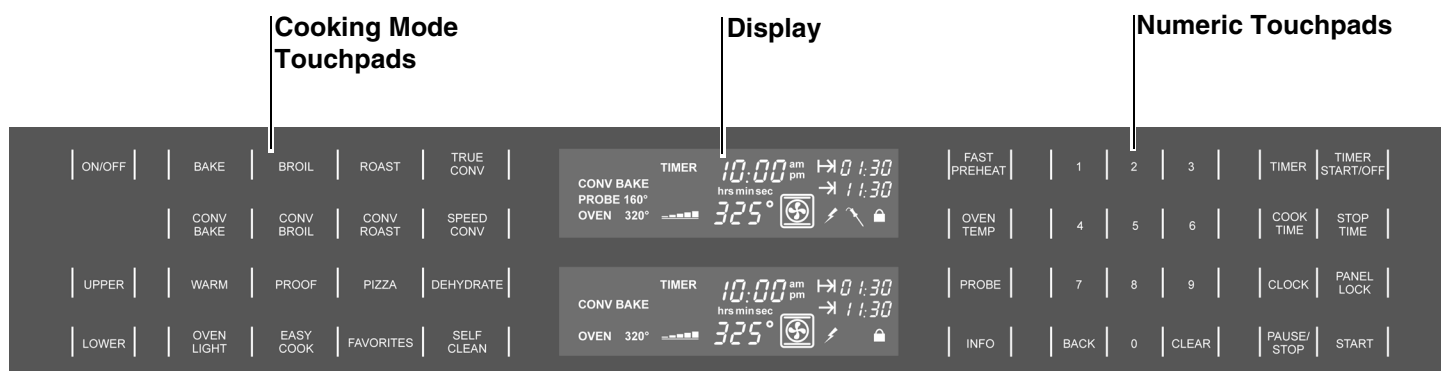 Cooking Mode
Touchpads
Display
Numeric Touchpads
ON/OFF BAKE BROIL ROAST TRUE
CONV
CONV
BAKE CONV
BROIL CONV
ROAST SPEED
CONV
UPPER WARM PROOF PIZZA DEHYDRATE
LOWER OVEN
LIGHT EASY
COOK FAVORITES SELF
CLEAN
TIMER 10:00 am
pm 01:30
CONV BAKE hrs min sec 11:30
PROBE 160°
OVEN 320° 325°
TIMER 10:00 am
pm 01:30
CONV BAKE hrs min sec 11:30
OVEN 320° 325°
FAST
PREHEAT 1 2 3 TIMER TIMER
START/OFF
OVEN
TEMP 4 5 6 COOK
TIME STOP
TIME
PROBE 7 8 9 CLOCK PANEL
LOCK
INFO BACK 0 CLEAR PAUSE/
STOP START